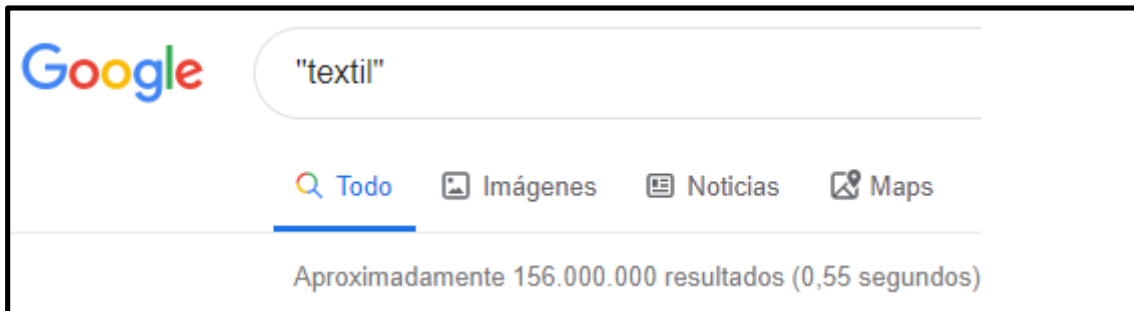 Google "textil"
Todo Imágenes Noticias Maps
Aproximadamente 156.000.000 resultados (0,55 segundos)